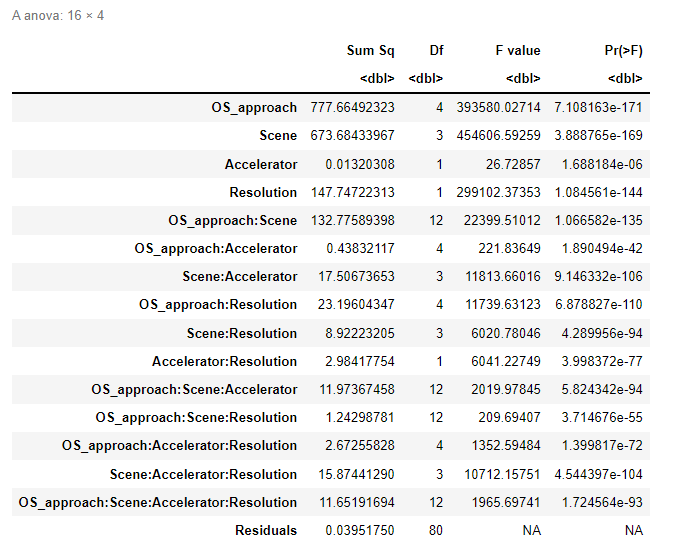 A anova: 16 × 4
Sum Sq Df F value Pr(>F)
<dbl> <dbl> <dbl> <dbl>
OS_approach 777.66492323 4 393580.02714 7.108163e-171
Scene 673.68433967 3 454606.59259 3.888765e-169
Accelerator 0.01320308 1 26.72857 1.688184e-06
Resolution 147.74722313 1 299102.37353 1.084561e-144
OS_approach:Scene 132.77589398 12 22399.51012 1.066582e-135
OS_approach:Accelerator 0.43832117 4 221.83649 1.890494e-42
Scene:Accelerator 17.50673653 3 11813.66016 9.146332e-106
OS_approach:Resolution 23.19604347 4 11739.63123 6.878827e-110
Scene:Resolution 8.92223205 3 6020.78046 4.289956e-94
Accelerator:Resolution 2.98417754 1 6041.22749 3.998372e-77
OS_approach:Scene:Accelerator 11.97367458 12 2019.97845 5.824342e-94
OS_approach:Scene:Resolution 1.24298781 12 209.69407 3.714676e-55
OS_approach:Accelerator:Resolution 2.67255828 4 1352.59484 1.399817e-72
Scene:Accelerator:Resolution 15.87441290 3 10712.15751 4.544397e-104
OS_approach:Scene:Accelerator:Resolution 11.65191694 12 1965.69741 1.724564e-93
Residuals 0.03951750 80 NA NA